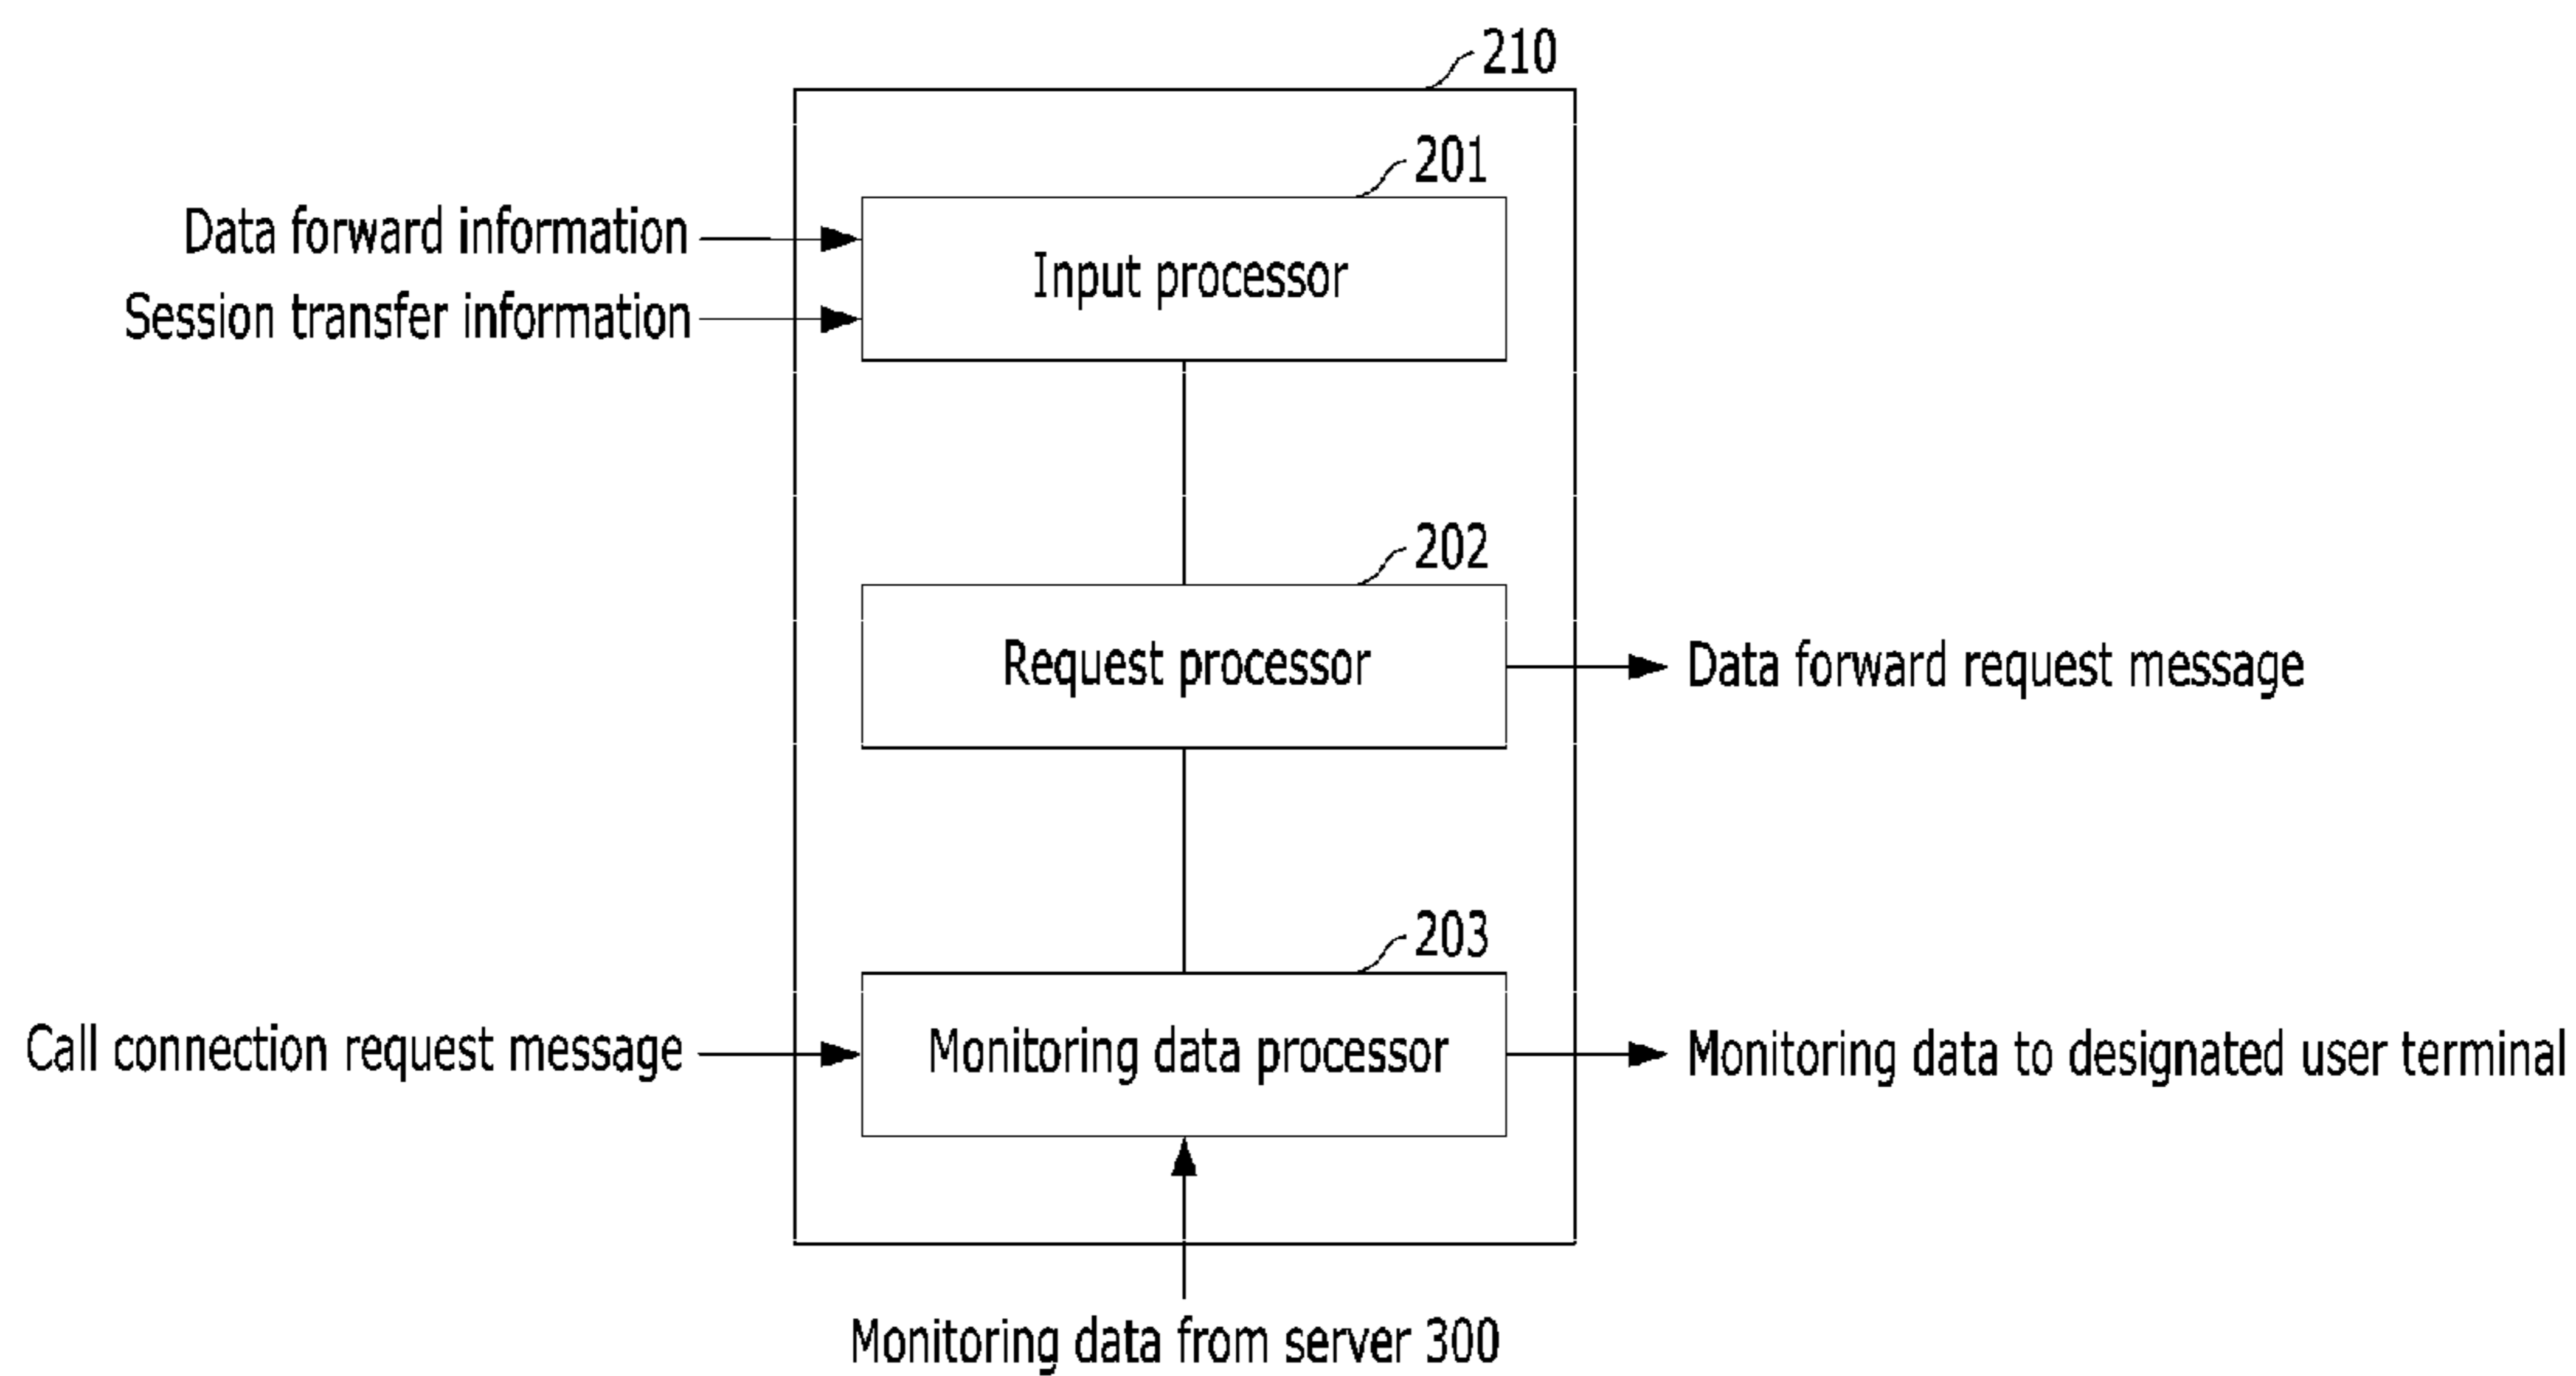 210
201
Data forward information
Input processor
Session transfer information
202
Request processor
Data forward request message
203
Call connection request message
Monitoring data processor
Monitoring data to designated user terminal
Monitoring data from server 300